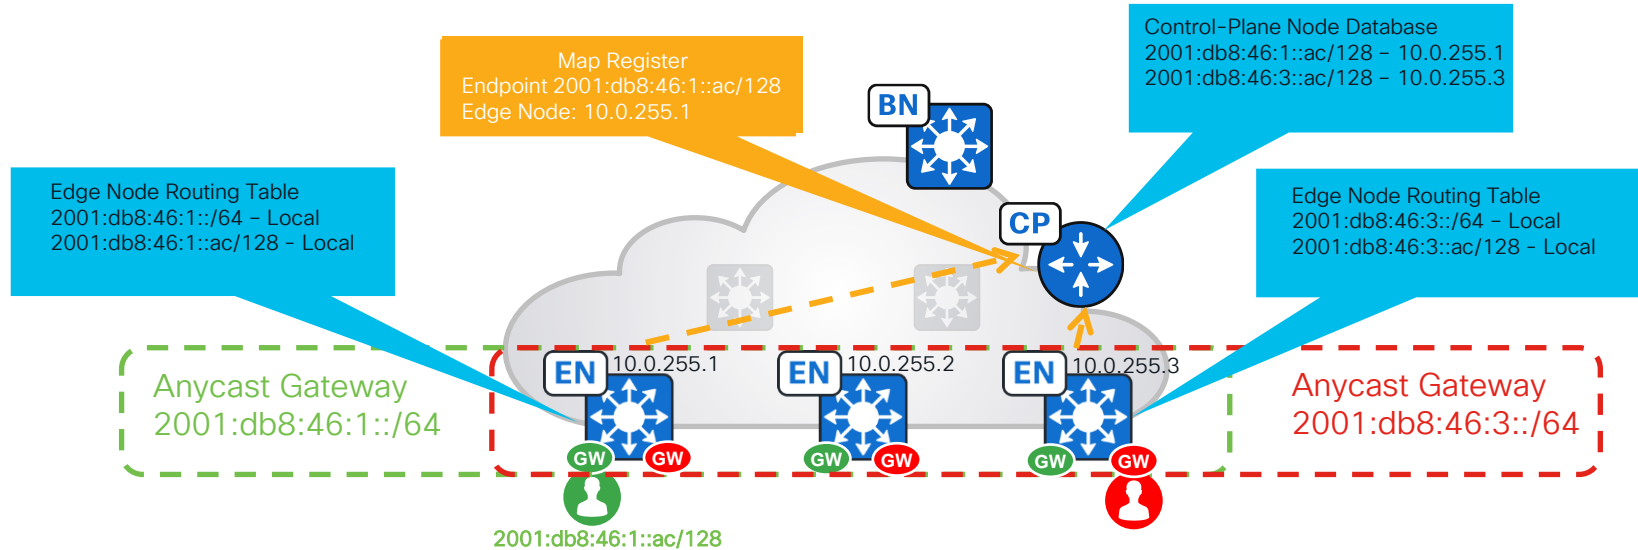 Control-Plane Node Database
2001:db8:46:1::ac/128 – 10.0.255.1
2001:db8:46:3::ac/128 – 10.0.255.3
Map Register
Endpoint 2001:db8:46:1::ac/128
Edge Node: 10.0.255.1
BN
Edge Node Routing Table
2001:db8:46:1::/64 – Local
2001:db8:46:1::ac/128 - Local
Edge Node Routing Table
2001:db8:46:3::/64 – Local
2001:db8:46:3::ac/128 – Local
CP
EN
10.0.255.1
EN
10.0.255.2
EN
10.0.255.3
Anycast Gateway
2001:db8:46:1::/64
Anycast Gateway
2001:db8:46:3::/64
GW
GW
GW
GW
GW
GW
2001:db8:46:1::ac/128